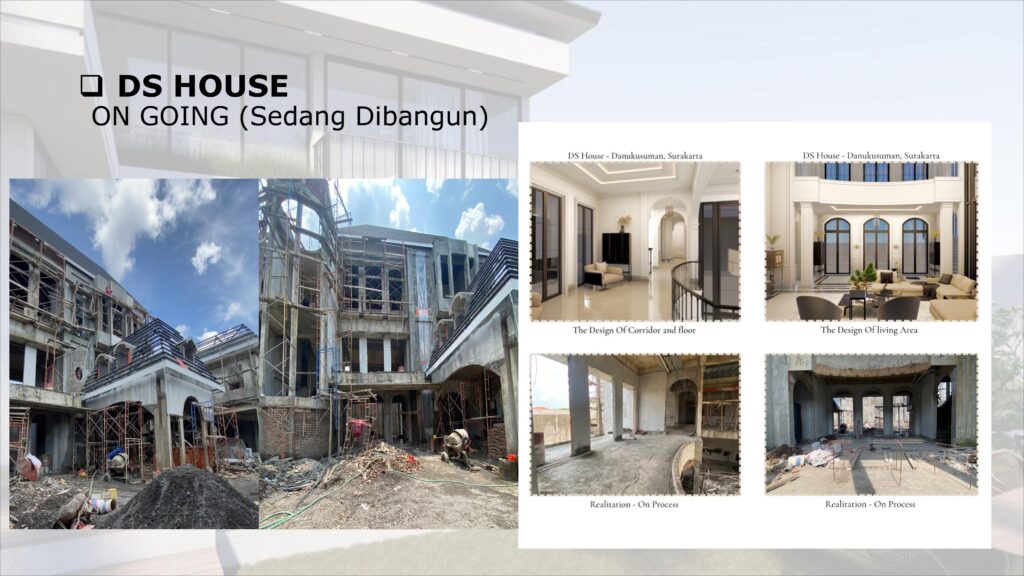 ❑ DS HOUSE
ON GOING (Sedang Dibangun)
DS House - Danukusuman, Surakarta
DS House - Danukusuman, Surakarta
The Design Of Corridor 2nd floor
The Design Of living Area
Realitation - On Process
Realitation - On Process